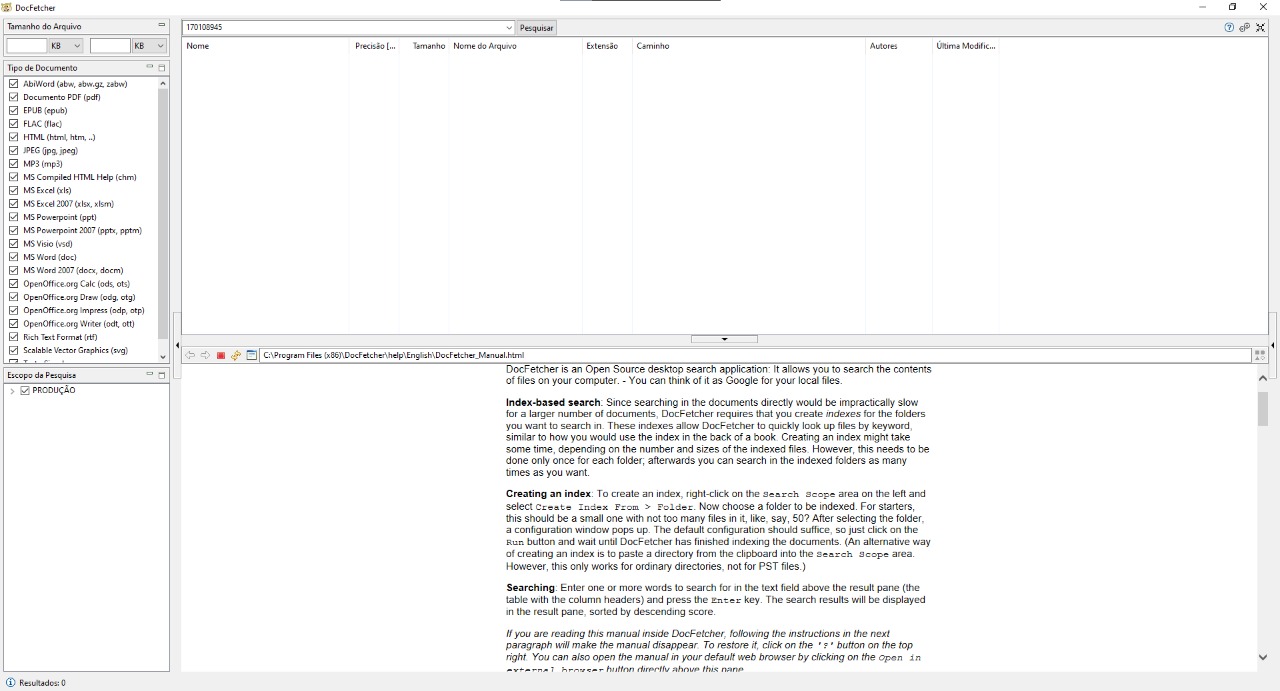 DocFetcher
Tamanho do Arquivo
KB
KB
Tipo de Documento
AbiWord (abw, abw.gz, zabw)
Documento PDF (pdf)
EPUB (epub)
FLAC (flac)
HTML (html, htm, ..)
JPEG (jpg, jpeg)
MP3 (mp3)
MS Compiled HTML Help (chm)
MS Excel (xls)
MS Excel 2007 (xlsx, xlsm)
MS Powerpoint (ppt)
MS Powerpoint 2007 (pptx, pptm)
MS Visio (vsd)
MS Word (doc)
MS Word 2007 (docx, docm)
OpenOffice.org Calc (ods, ots)
OpenOffice.org Draw (odg, otg)
OpenOffice.org Impress (odp, otp)
OpenOffice.org Writer (odt, ott)
Rich Text Format (rtf)
Scalable Vector Graphics (svg)
Escopo da Pesquisa
PRODUÇÃO
170108945
Pesquisar
Nome Precisão [... Tamanho Nome do Arquivo Extensão Caminho Autores Última Modific...
C:\Program Files (x86)\DocFetcher\help\English\DocFetcher_Manual.html
DocFetcher is an Open Source desktop search application: It allows you to search the contents
of files on your computer. - You can think of it as Google for your local files.
Index-based search: Since searching in the documents directly would be impractically slow
for a larger number of documents, DocFetcher requires that you create indexes for the folders
you want to search in. These indexes allow DocFetcher to quickly look up files by keyword,
similar to how you would use the index in the back of a book. Creating an index might take
some time, depending on the number and sizes of the indexed files. However, this needs to be
done only once for each folder; afterwards you can search in the indexed folders as many
times as you want.
Creating an index: To create an index, right-click on the Search Scope area on the left and
select Create Index From > Folder. Now choose a folder to be indexed. For starters,
this should be a small one with not too many files in it, like, say, 50? After selecting the folder,
a configuration window pops up. The default configuration should suffice, so just click on the
Run button and wait until DocFetcher has finished indexing the documents. (An alternative way
of creating an index is to paste a directory from the clipboard into the Search Scope area.
However, this only works for ordinary directories, not for PST files.)
Searching: Enter one or more words to search for in the text field above the result pane (the
table with the column headers) and press the Enter key. The search results will be displayed
in the result pane, sorted by descending score.
If you are reading this manual inside DocFetcher, following the instructions in the next
paragraph will make the manual disappear. To restore it, click on the '?' button on the top
right. You can also open the manual in your default web browser by clicking on the Open in
external browser button directly above this pane.
Resultados: 0